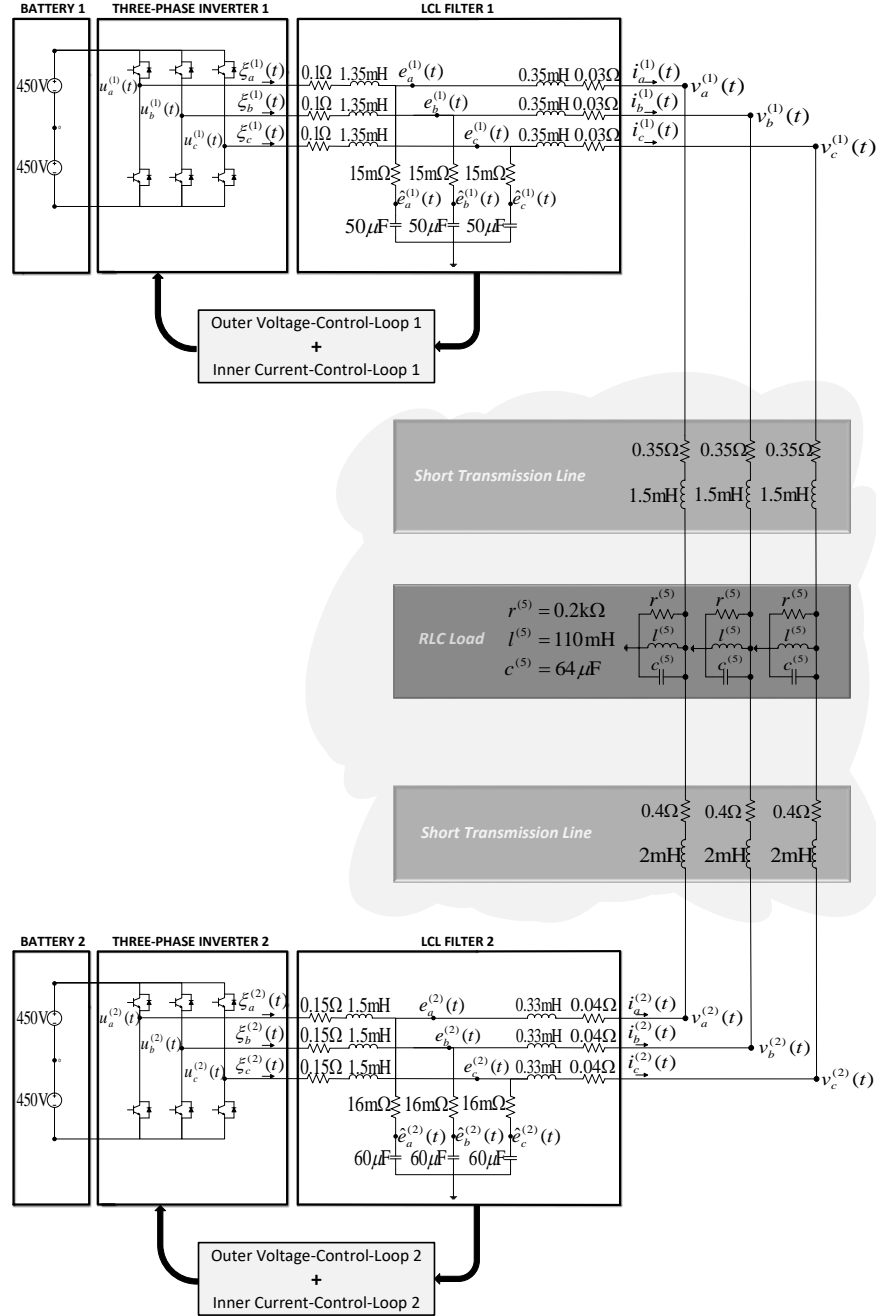 BATTERY 1
THREE-PHASE INVERTER 1
LCL FILTER 1
450V
450V
u_a^{(1)}(t)
u_b^{(1)}(t)
u_c^{(1)}(t)
ξ_a^{(1)}(t)
ξ_b^{(1)}(t)
ξ_c^{(1)}(t)
0.1Ω 1.35mH e_a^{(1)}(t) 0.35mH 0.03Ω i_a^{(1)}(t) v_a^{(1)}(t)
0.1Ω 1.35mH e_b^{(1)}(t) 0.35mH 0.03Ω i_b^{(1)}(t) v_b^{(1)}(t)
0.1Ω 1.35mH e_c^{(1)}(t) 0.35mH 0.03Ω i_c^{(1)}(t) v_c^{(1)}(t)
15mΩ 15mΩ 15mΩ
ê_a^{(1)}(t) ê_b^{(1)}(t) ê_c^{(1)}(t)
50μF 50μF 50μF
Outer Voltage-Control-Loop 1
+
Inner Current-Control-Loop 1
Short Transmission Line
0.35Ω 0.35Ω 0.35Ω
1.5mH 1.5mH 1.5mH
RLC Load
r^{(5)} = 0.2kΩ
l^{(5)} = 110mH
c^{(5)} = 64μF
r^{(5)} r^{(5)} r^{(5)}
l^{(5)} l^{(5)} l^{(5)}
c^{(5)} c^{(5)} c^{(5)}
Short Transmission Line
0.4Ω 0.4Ω 0.4Ω
2mH 2mH 2mH
BATTERY 2
THREE-PHASE INVERTER 2
LCL FILTER 2
450V
450V
u_a^{(2)}(t)
u_b^{(2)}(t)
u_c^{(2)}(t)
ξ_a^{(2)}(t)
ξ_b^{(2)}(t)
ξ_c^{(2)}(t)
0.15Ω 1.5mH e_a^{(2)}(t) 0.33mH 0.04Ω i_a^{(2)}(t) v_a^{(2)}(t)
0.15Ω 1.5mH e_b^{(2)}(t) 0.33mH 0.04Ω i_b^{(2)}(t) v_b^{(2)}(t)
0.15Ω 1.5mH e_c^{(2)}(t) 0.33mH 0.04Ω i_c^{(2)}(t) v_c^{(2)}(t)
16mΩ 16mΩ 16mΩ
ê_a^{(2)}(t) ê_b^{(2)}(t) ê_c^{(2)}(t)
60μF 60μF 60μF
Outer Voltage-Control-Loop 2
+
Inner Current-Control-Loop 2